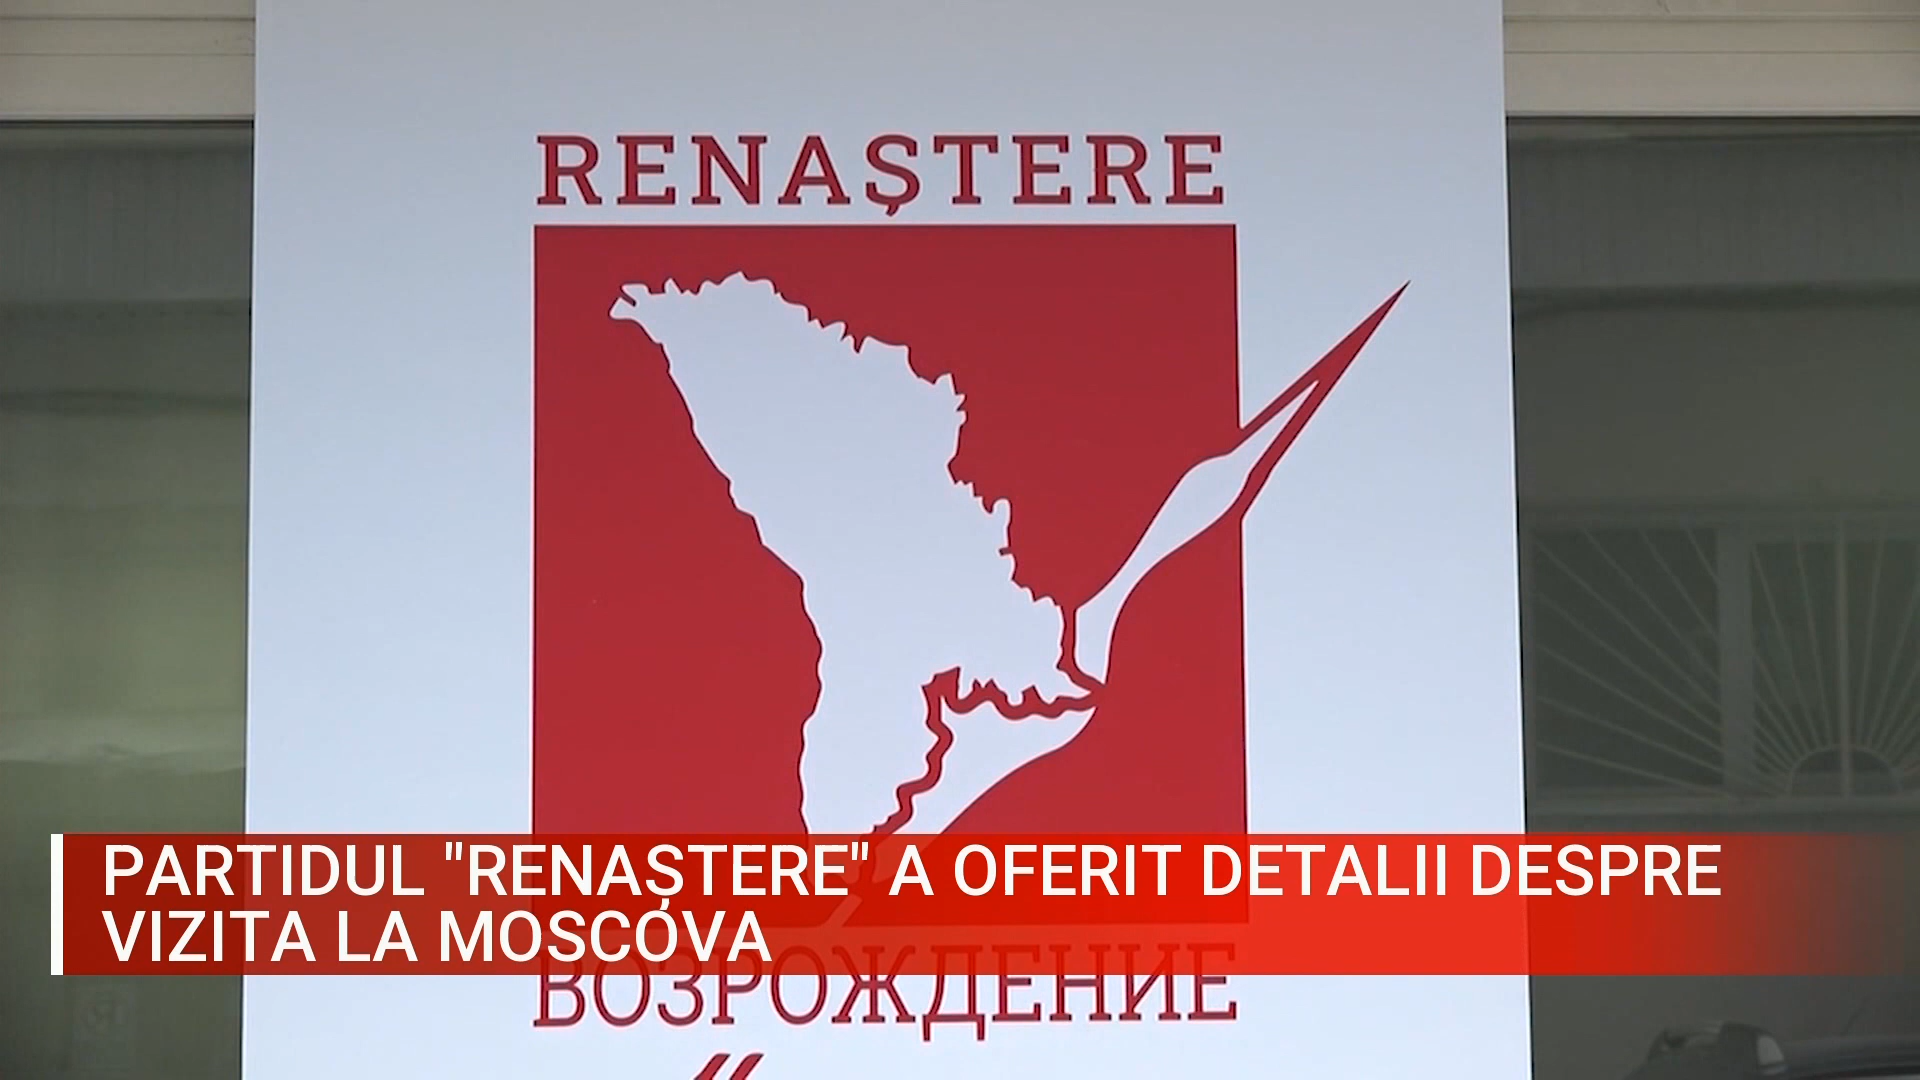 RENAȘTERE
PARTIDUL "RENAȘTERE" A OFERIT DETALII DESPRE
VIZITA LA MOSCOVA
ВОЗРОЖДЕНИЕ